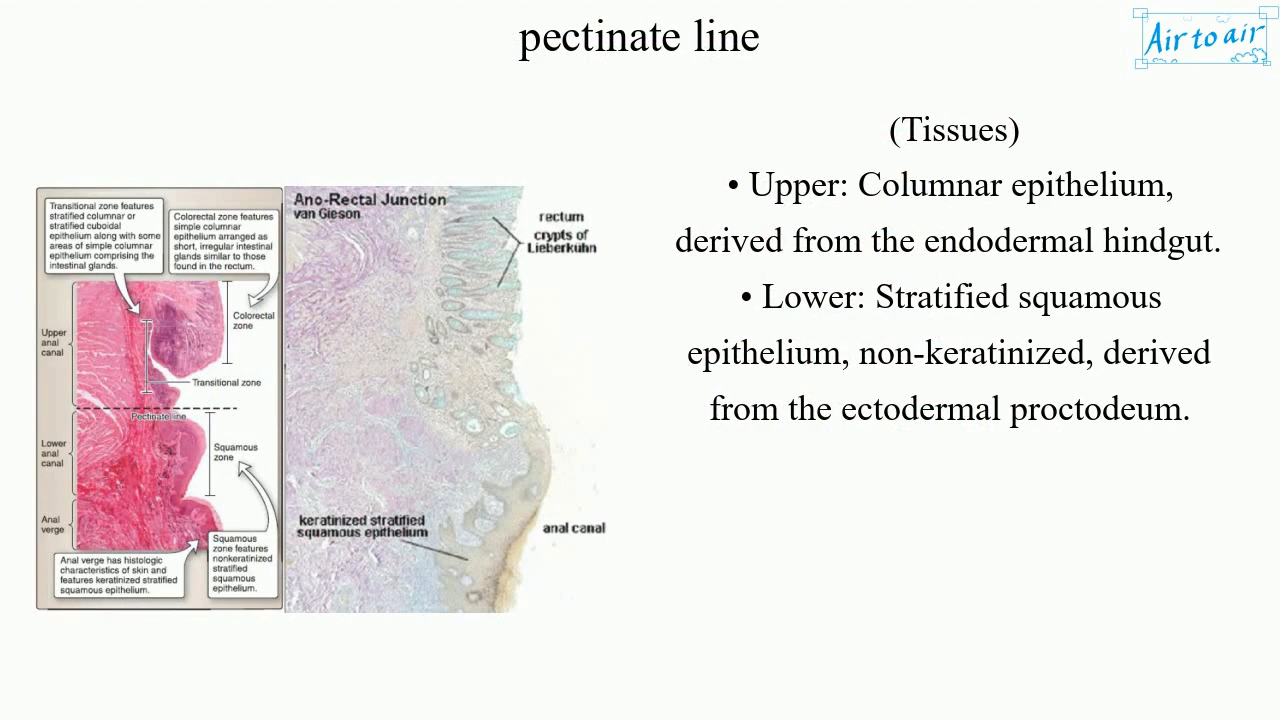 pectinate line
Air to air
(Tissues)
• Upper: Columnar epithelium,
derived from the endodermal hindgut.
• Lower: Stratified squamous
epithelium, non-keratinized, derived
from the ectodermal proctodeum.
Transitional zone features
stratified columnar or
stratified cuboidal
epithelium along with some
areas of simple columnar
epithelium comprising the
intestinal glands.
Colorectal zone features
simple columnar
epithelium arranged as
short, irregular intestinal
glands similar to those
found in the rectum.
Upper
anal
canal
Colorectal
zone
Transitional zone
Pectinate line
Lower
anal
canal
Squamous
zone
Anal
verge
Anal verge has histologic
characteristics of skin and
features keratinized stratified
squamous epithelium.
Squamous
zone features
nonkeratinized
stratified
squamous
epithelium.
Ano-Rectal Junction
van Gieson
rectum
crypts of
Lieberkuhn
keratinized stratified
squamous epithelium
anal canal